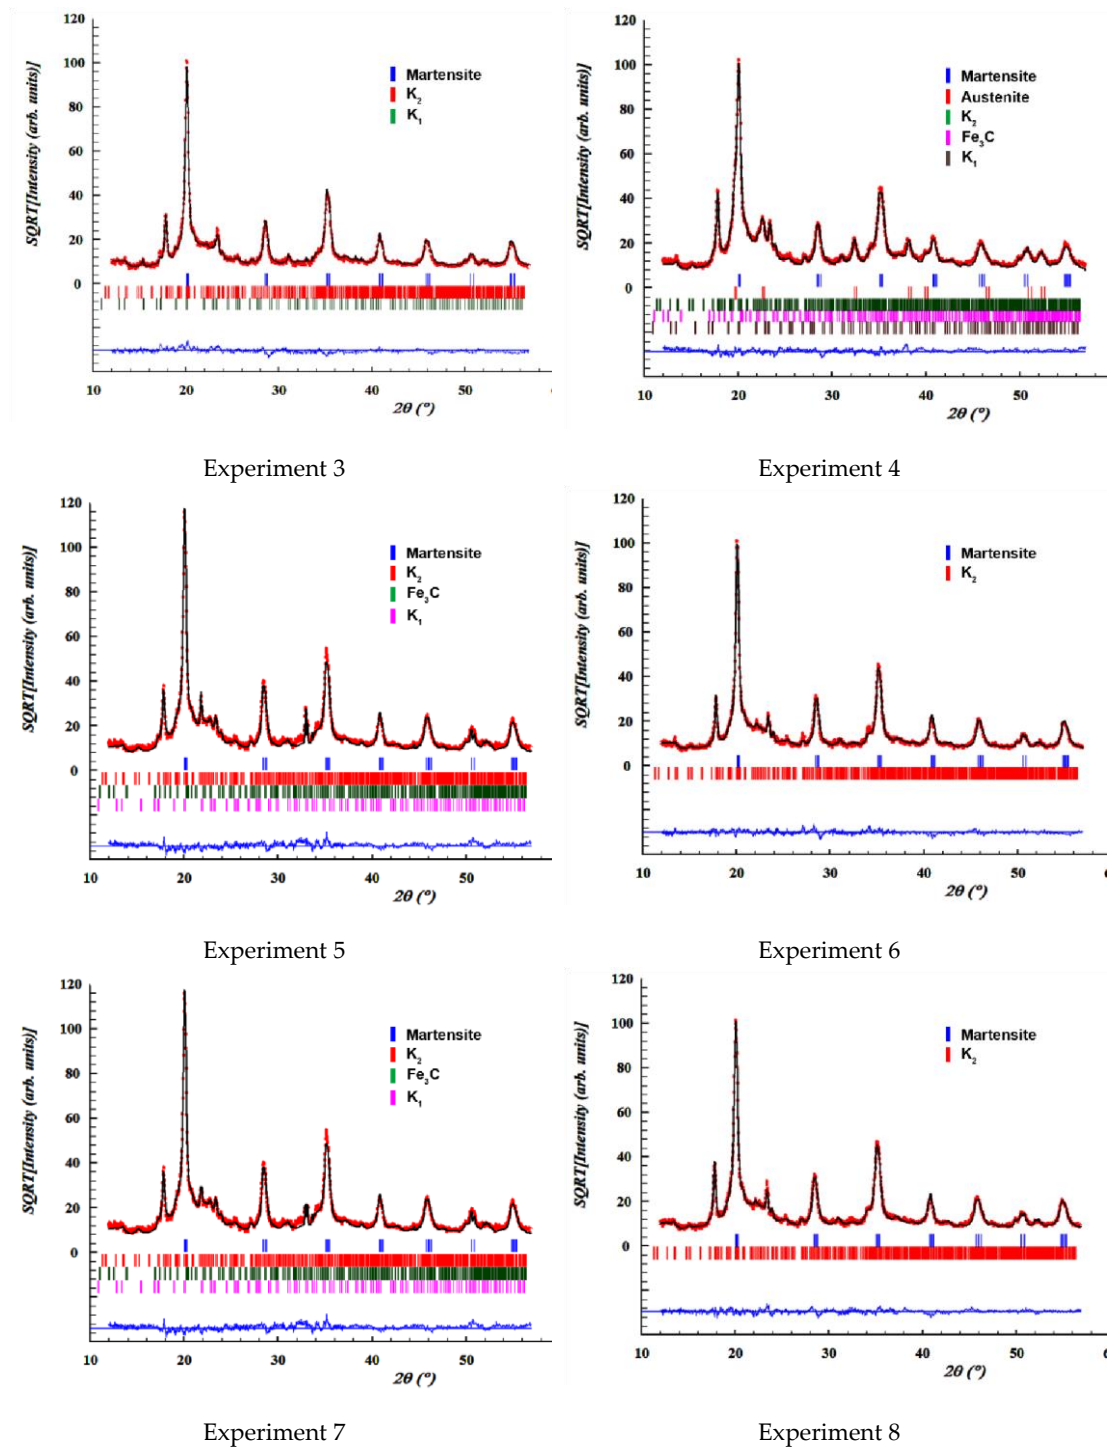 120
100
80
60
40
20
0
SQRT[Intensity (arb. units)]
Martensite
K2
K1
10 20 30 40 50 6
2θ (°)
Experiment 3
120
100
80
60
40
20
0
SQRT[Intensity (arb. units)]
Martensite
Austenite
K2
Fe3C
K1
10 20 30 40 50
2θ (°)
Experiment 4
120
100
80
60
40
20
0
SQRT[Intensity (arb. units)]
Martensite
K2
Fe3C
K1
10 20 30 40 50
2θ (°)
Experiment 5
120
100
80
60
40
20
0
SQRT[Intensity (arb. units)]
Martensite
K2
10 20 30 40 50 6
2θ (°)
Experiment 6
120
100
80
60
40
20
0
SQRT[Intensity (arb. units)]
Martensite
K2
Fe3C
K1
10 20 30 40 50
2θ (°)
Experiment 7
120
100
80
60
40
20
0
SQRT[Intensity (arb. units)]
Martensite
K2
10 20 30 40 50 6
2θ (°)
Experiment 8